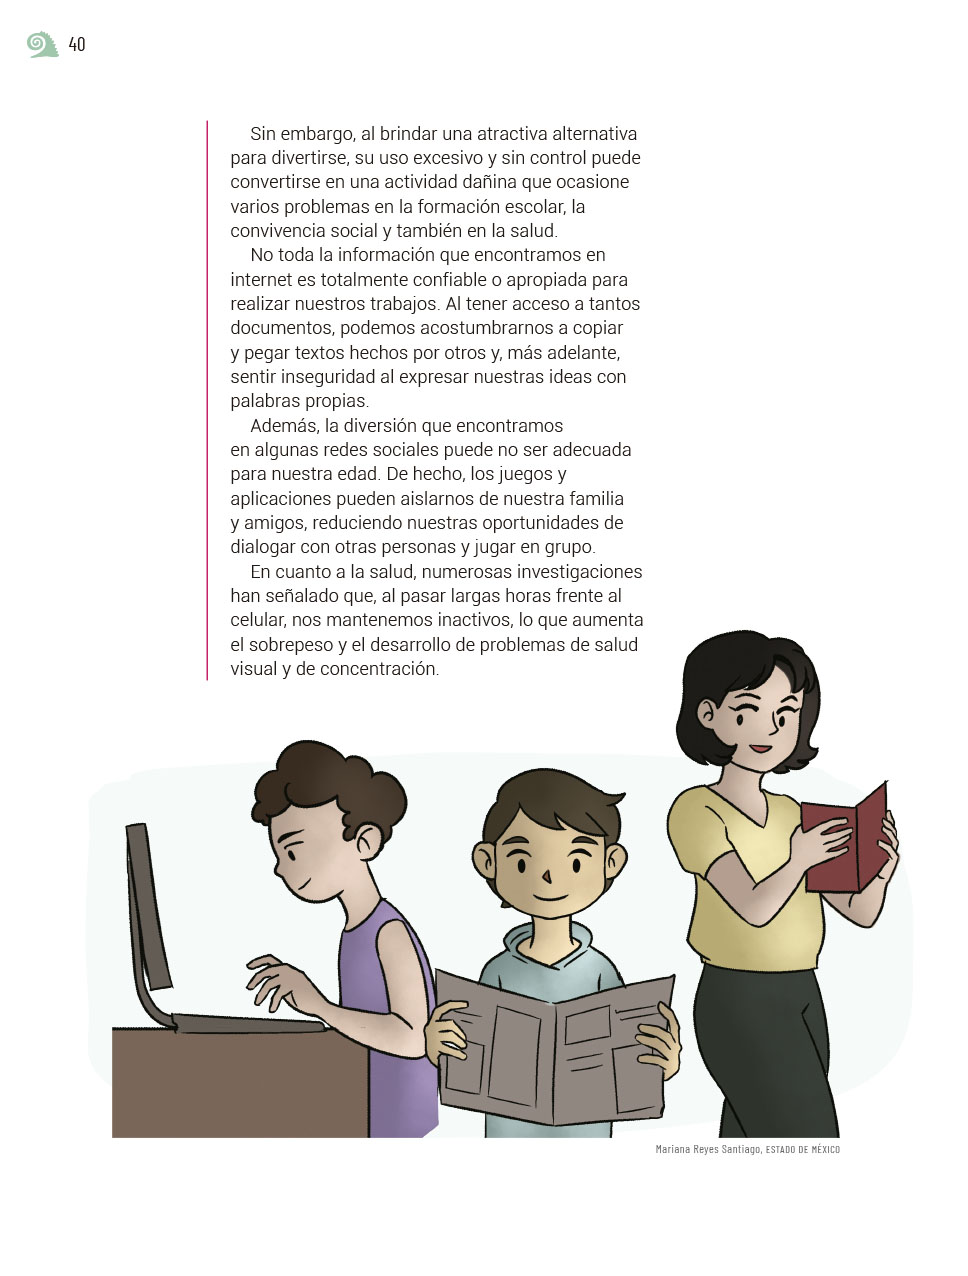 40
Sin embargo, al brindar una atractiva alternativa
para divertirse, su uso excesivo y sin control puede
convertirse en una actividad dañina que ocasione
varios problemas en la formación escolar, la
convivencia social y también en la salud.
No toda la información que encontramos en
internet es totalmente confiable o apropiada para
realizar nuestros trabajos. Al tener acceso a tantos
documentos, podemos acostumbrarnos a copiar
y pegar textos hechos por otros y, más adelante,
sentir inseguridad al expresar nuestras ideas con
palabras propias.
Además, la diversión que encontramos
en algunas redes sociales puede no ser adecuada
para nuestra edad. De hecho, los juegos y
aplicaciones pueden aislarnos de nuestra familia
y amigos, reduciendo nuestras oportunidades de
dialogar con otras personas y jugar en grupo.
En cuanto a la salud, numerosas investigaciones
han señalado que, al pasar largas horas frente al
celular, nos mantenemos inactivos, lo que aumenta
el sobrepeso y el desarrollo de problemas de salud
visual y de concentración.
Mariana Reyes Santiago, ESTADO DE MÉXICO